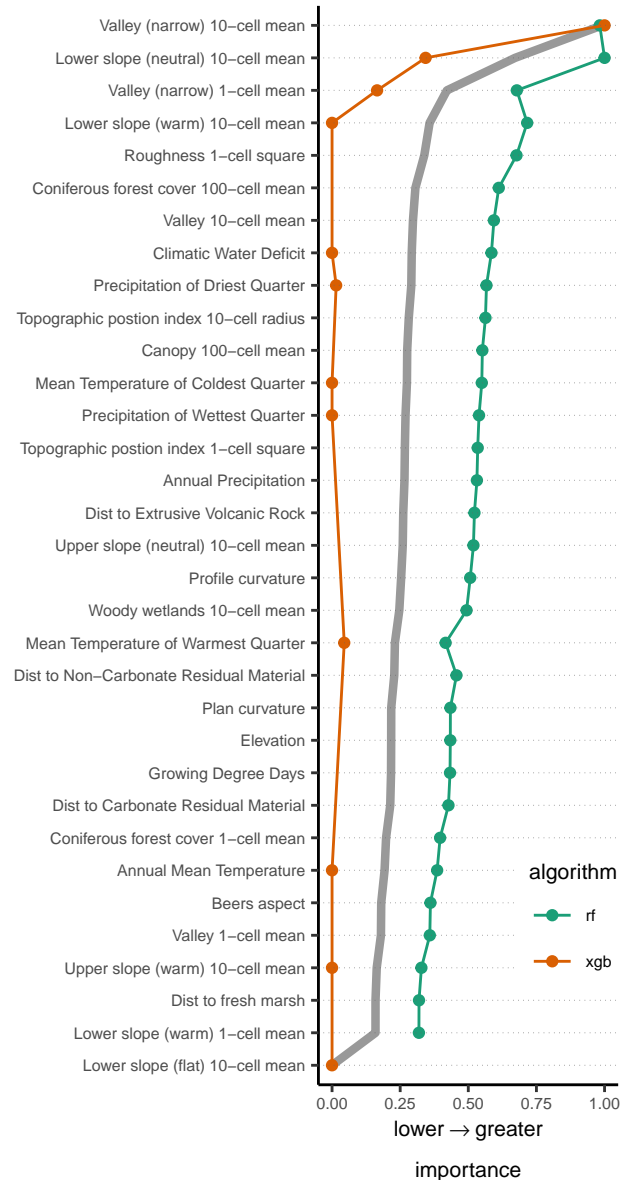 Valley (narrow) 10−cell mean
Lower slope (neutral) 10−cell mean
Valley (narrow) 1−cell mean
Lower slope (warm) 10−cell mean
Roughness 1−cell square
Coniferous forest cover 100−cell mean
Valley 10−cell mean
Climatic Water Deficit
Precipitation of Driest Quarter
Topographic postion index 10−cell radius
Canopy 100−cell mean
Mean Temperature of Coldest Quarter
Precipitation of Wettest Quarter
Topographic postion index 1−cell square
Annual Precipitation
Dist to Extrusive Volcanic Rock
Upper slope (neutral) 10−cell mean
Profile curvature
Woody wetlands 10−cell mean
Mean Temperature of Warmest Quarter
Dist to Non−Carbonate Residual Material
Plan curvature
Elevation
Growing Degree Days
Dist to Carbonate Residual Material
Coniferous forest cover 1−cell mean
Annual Mean Temperature
Beers aspect
Valley 1−cell mean
Upper slope (warm) 10−cell mean
Dist to fresh marsh
Lower slope (warm) 1−cell mean
Lower slope (flat) 10−cell mean
algorithm
rf
xgb
0.00 0.25 0.50 0.75 1.00
lower → greater
importance